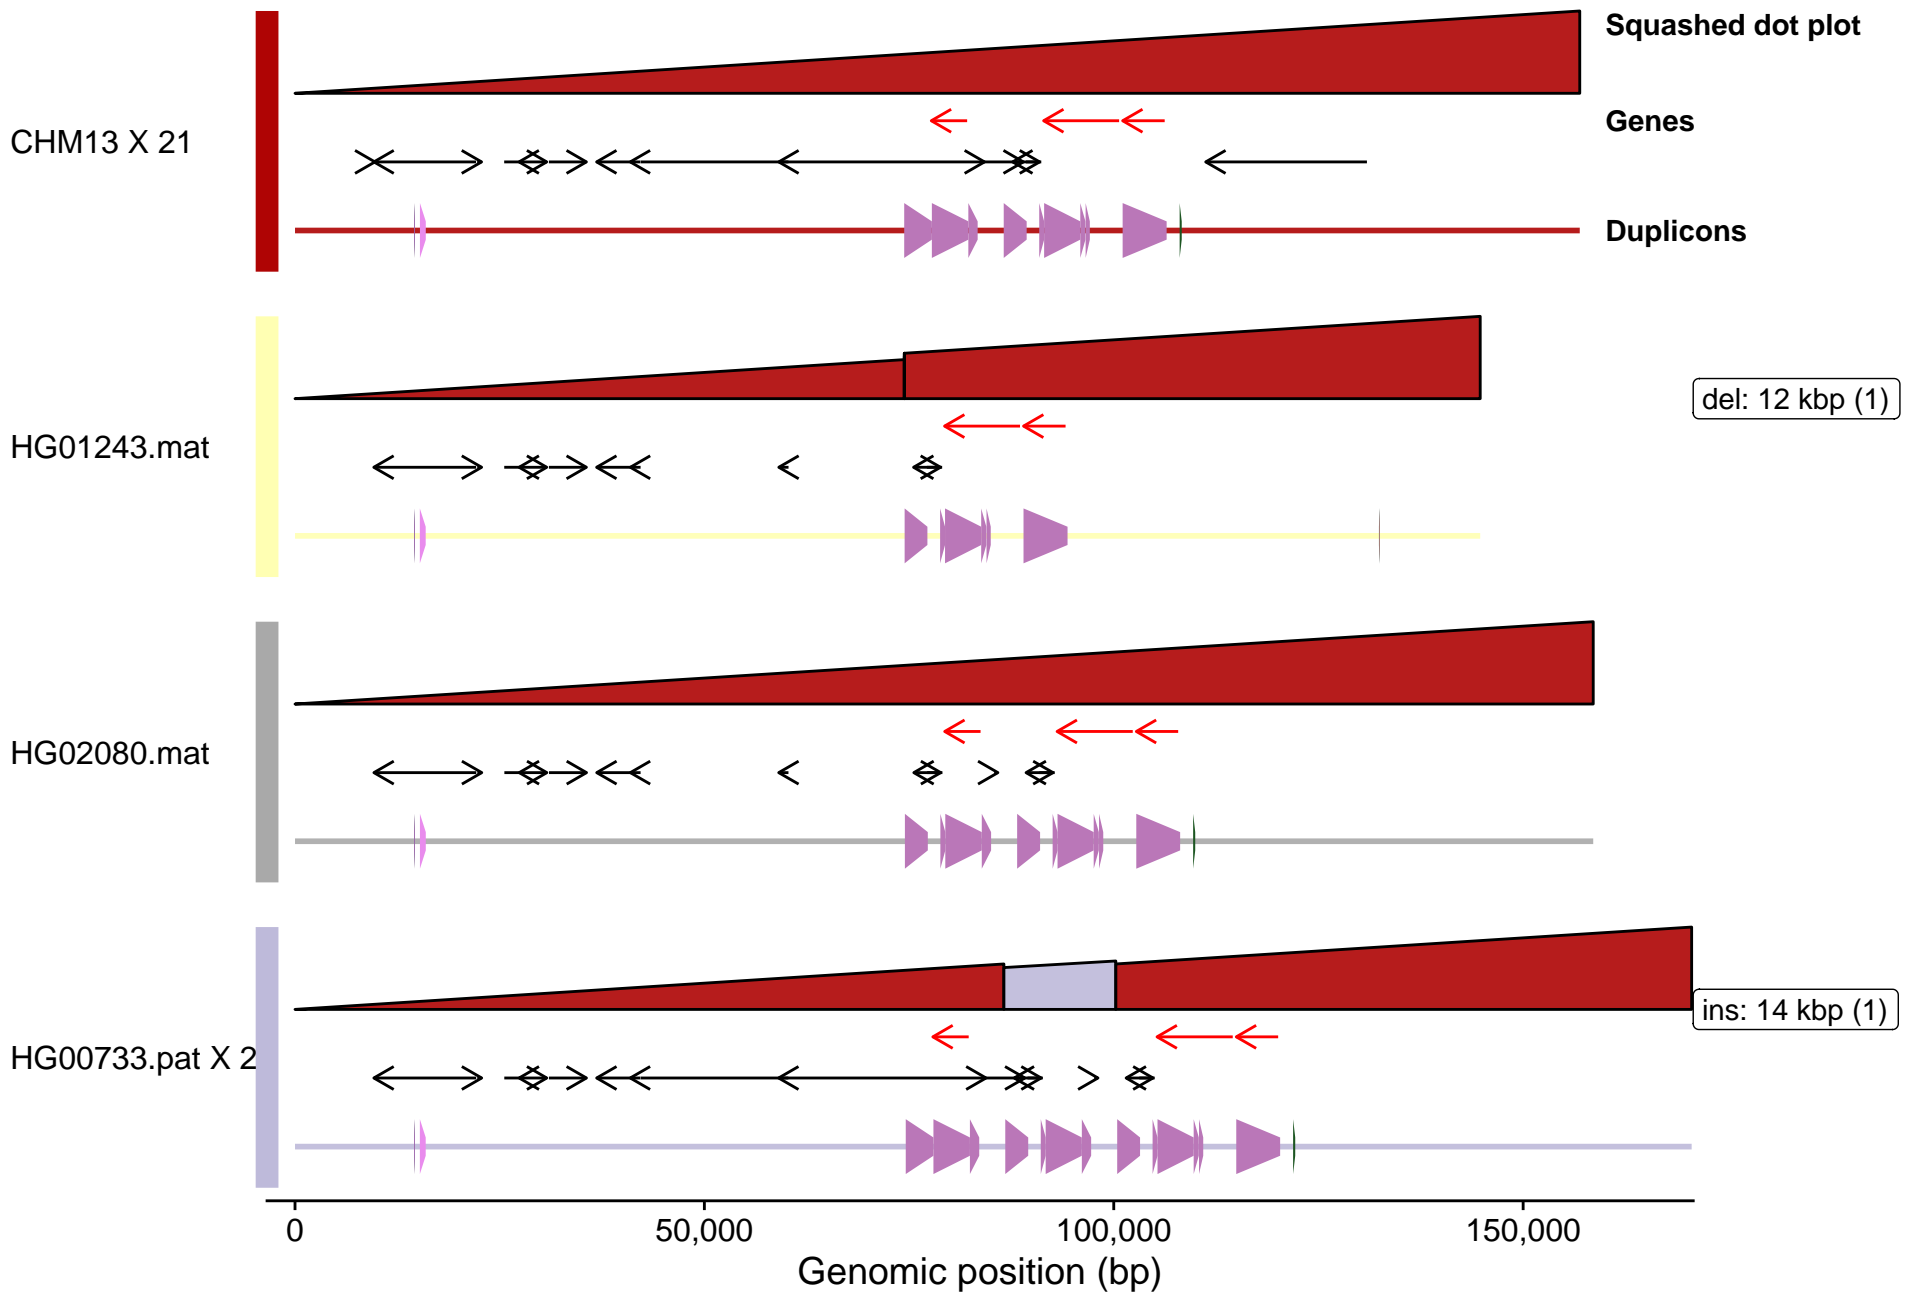 Squashed dot plot
Genes
CHM13 X 21
Duplicons
del: 12 kbp (1)
HG01243.mat
HG02080.mat
ins: 14 kbp (1)
HG00733.pat X 2
0 50,000 100,000 150,000
Genomic position (bp)